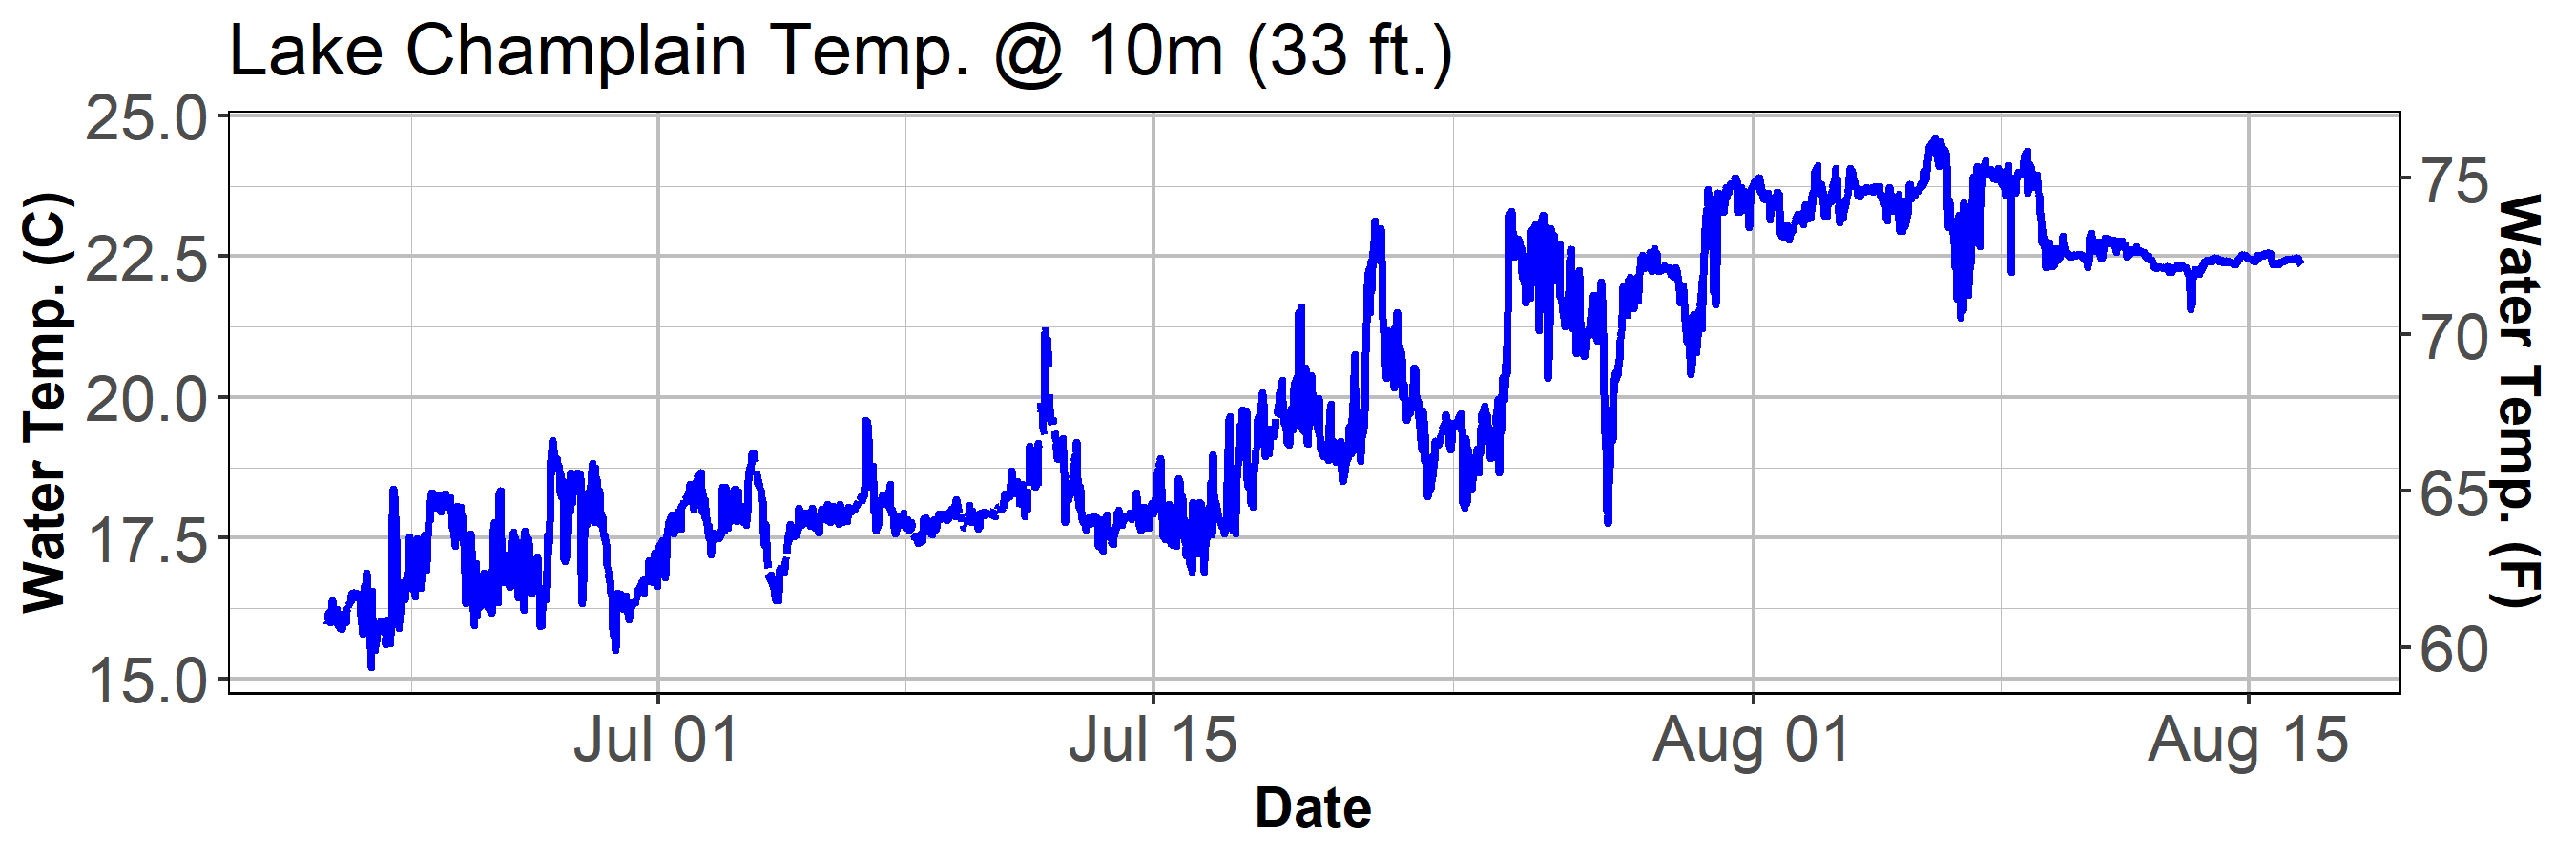 Lake Champlain Temp. @ 10m (33 ft.)
Water Temp. (C)
25.0
22.5
20.0
17.5
15.0
75
70
65
60
Water Temp. (F)
Jul 01
Jul 15
Aug 01
Aug 15
Date